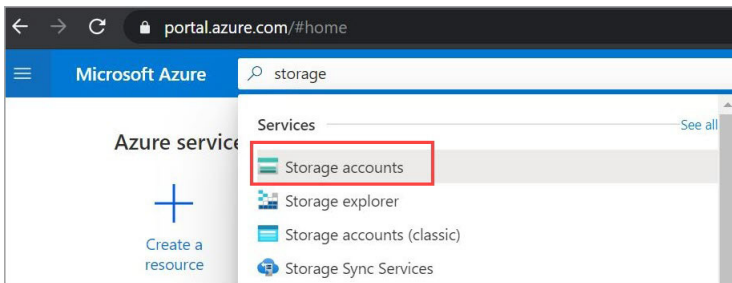 portal.azure.com/#home
Microsoft Azure
storage
Azure service
Create a
resource
Services
See all
Storage accounts
Storage explorer
Storage accounts (classic)
Storage Sync Services